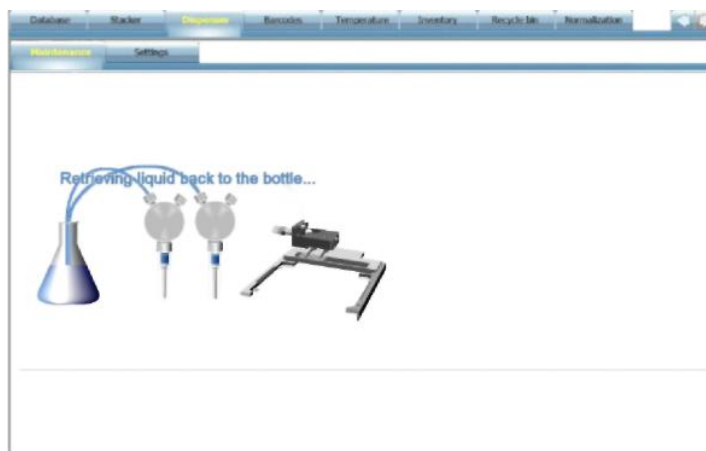 Database Stacker Dispenser Barcodes Temperature Inventory Recycle bin Normalization
Maintenance Settings
Retrieving liquid back to the bottle...